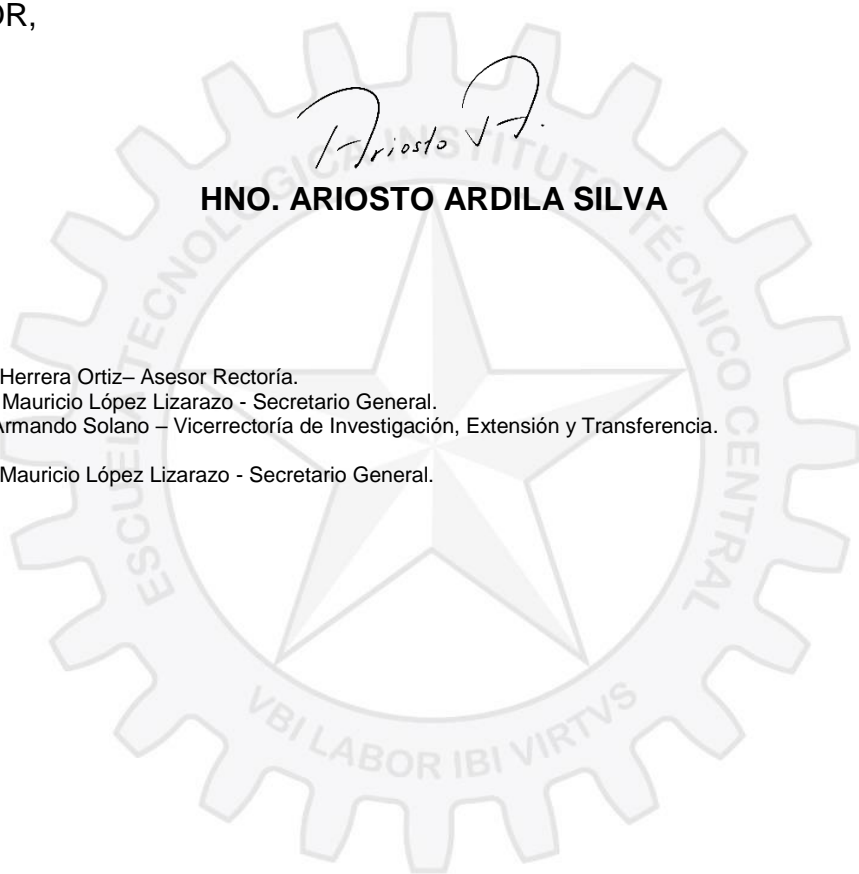 OR,
Ariosto A.
HNO. ARIOSTO ARDILA SILVA
Herrera Ortiz– Asesor Rectoría.
Mauricio López Lizarazo - Secretario General.
Armando Solano – Vicerrectoría de Investigación, Extensión y Transferencia.
Mauricio López Lizarazo - Secretario General.
ESCUELA TECNOLÓGICA INSTITUTO TÉCNICO CENTRAL
VBI LABOR IBI VIRTVS